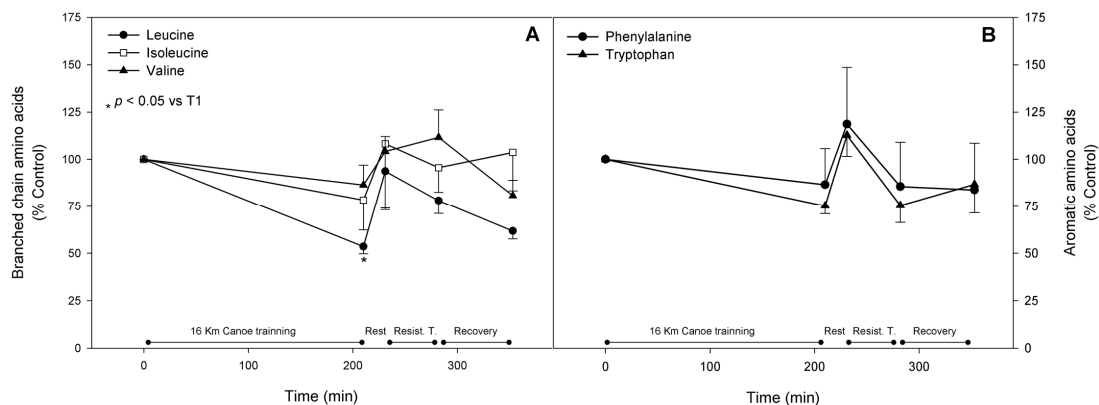 Branched chain amino acids
(% Control)
175
150
125
100
75
50
25
0
Leucine
Isoleucine
Valine
* p < 0.05 vs T1
A
*
16 Km Canoe trainning
Rest
Resist. T.
Recovery
0
100
200
300
Time (min)
Phenylalanine
Tryptophan
B
16 Km Canoe trainning
Rest
Resist. T.
Recovery
0
100
200
300
Time (min)
175
150
125
100
75
50
25
0
Aromatic amino acids
(% Control)